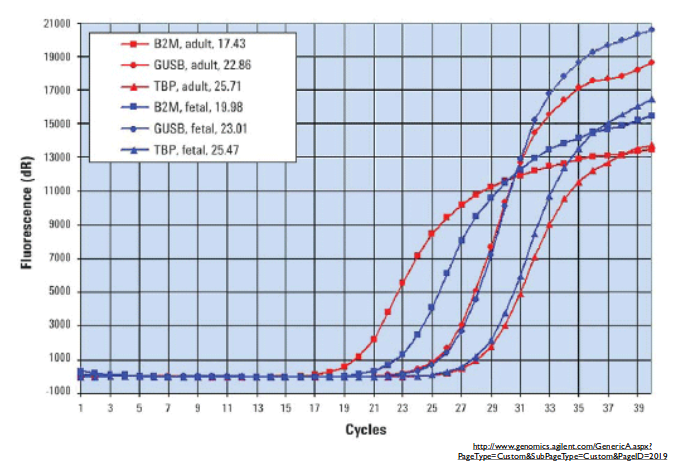 21000
19000
17000
15000
13000
11000
9000
7000
5000
3000
1000
-1000
Fluorescence (dR)
B2M, adult, 17.43
GUSB, adult, 22.86
TBP, adult, 25.71
B2M, fetal, 19.98
GUSB, fetal, 23.01
TBP, fetal, 25.47
1 3 5 7 9 11 13 15 17 19 21 23 25 27 29 31 33 35 37 39
Cycles
http://www.genomics.agilent.com/GenericA.aspx?
PageType=Custom&SubPageType=Custom&PageID=2019